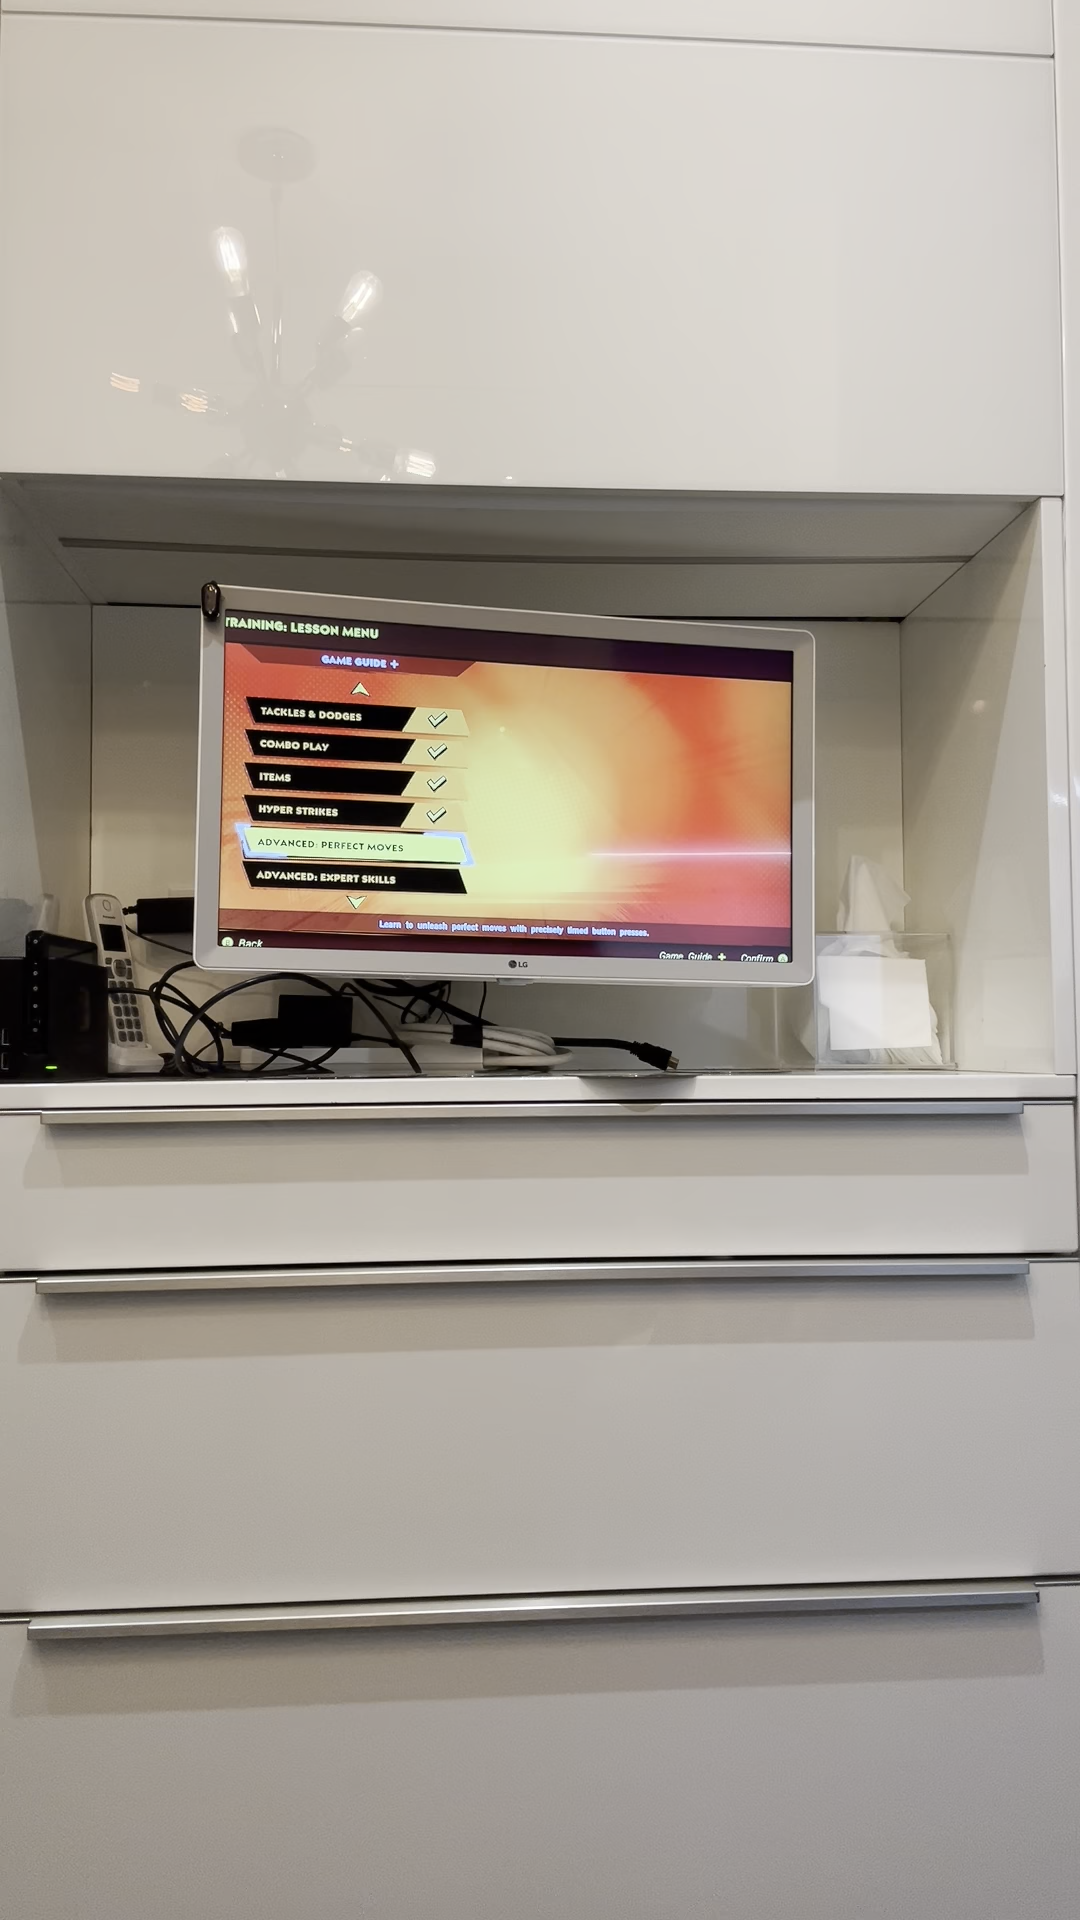 TRAINING: LESSON MENU
GAME GUIDE +
TACKLES & DODGES
COMBO PLAY
ITEMS
HYPER STRIKES
ADVANCED: PERFECT MOVES
ADVANCED: EXPERT SKILLS
Learn to unleash perfect moves with precisely timed button presses.
B Back
Game Guide + Confirm A
LG